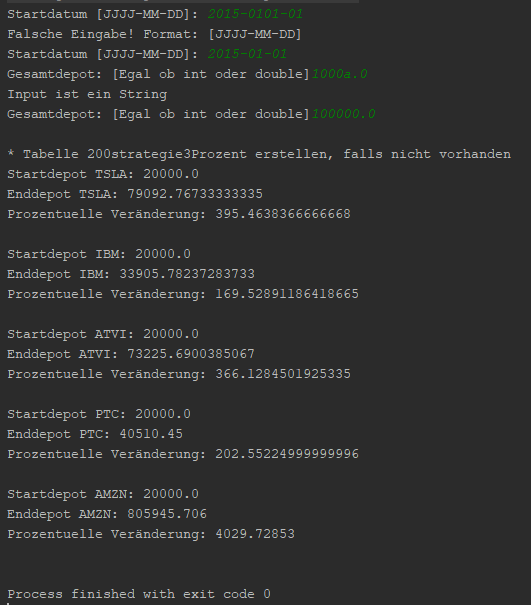 Startdatum [JJJJ-MM-DD]: 2015-0101-01
Falsche Eingabe! Format: [JJJJ-MM-DD]
Startdatum [JJJJ-MM-DD]: 2015-01-01
Gesamtdepot: [Egal ob int oder double]1000a.0
Input ist ein String
Gesamtdepot: [Egal ob int oder double]100000.0
* Tabelle 200strategie3Prozent erstellen, falls nicht vorhanden
Startdepot TSLA: 20000.0
Enddepot TSLA: 79092.76733333335
Prozentuelle Veränderung: 395.4638366666668
Startdepot IBM: 20000.0
Enddepot IBM: 33905.78237283733
Prozentuelle Veränderung: 169.52891186418665
Startdepot ATVI: 20000.0
Enddepot ATVI: 73225.6900385067
Prozentuelle Veränderung: 366.1284501925335
Startdepot PTC: 20000.0
Enddepot PTC: 40510.45
Prozentuelle Veränderung: 202.55224999999996
Startdepot AMZN: 20000.0
Enddepot AMZN: 805945.706
Prozentuelle Veränderung: 4029.72853
Process finished with exit code 0